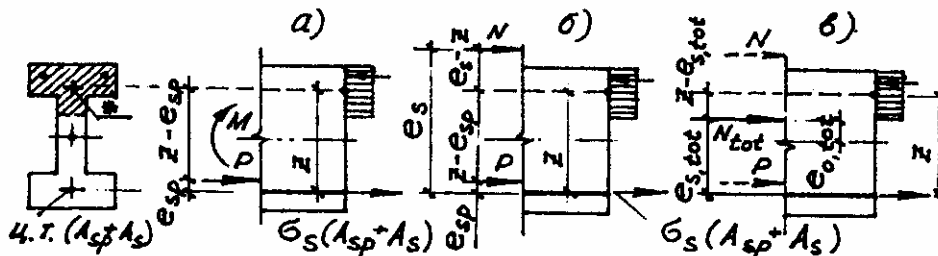 а)
б)
в)
M
P
z
z - e_sp
e_sp
ц.т. (A_sp + A_s)
σ_s (A_sp + A_s)
N
e_s - z
e_s
z - e_sp
e_sp
P
z
σ_s (A_sp + A_s)
N
z - e_s,tot
e_s,tot
N_tot
P
e_o,tot
z